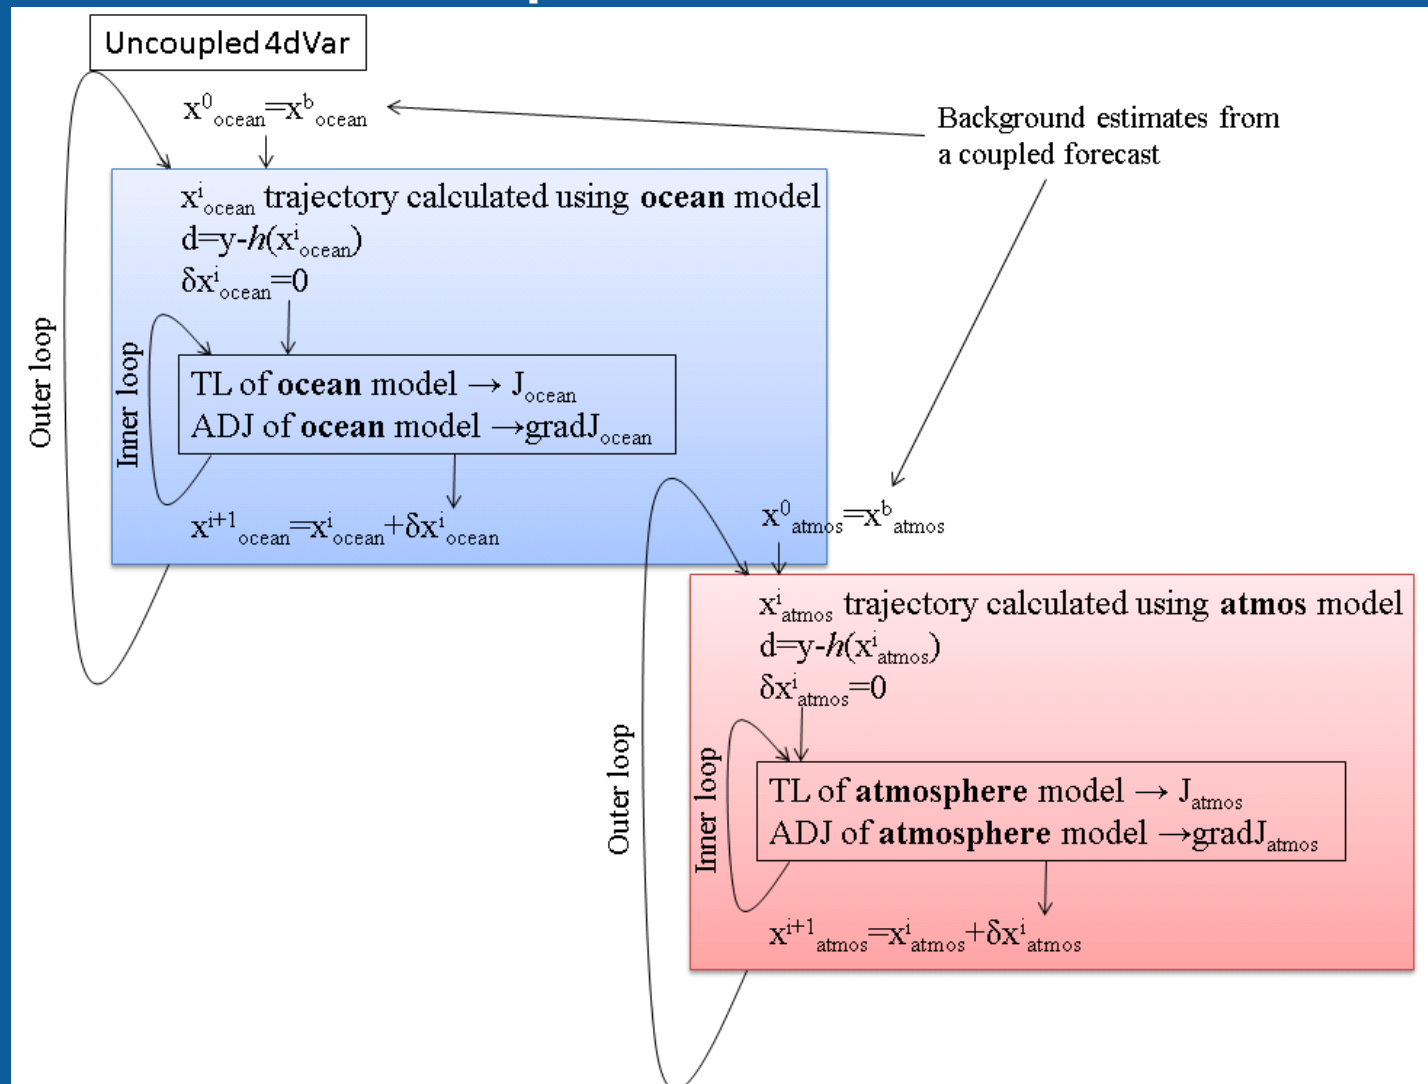 Uncoupled 4dVar
x⁰ocean=xᵇocean
Background estimates from
a coupled forecast
xⁱocean trajectory calculated using ocean model
d=y-h(xⁱocean)
δxⁱocean=0
Outer loop
Inner loop
TL of ocean model → Jocean
ADJ of ocean model →gradJocean
xⁱ⁺¹ocean=xⁱocean+δxⁱocean
x⁰atmos=xᵇatmos
xⁱatmos trajectory calculated using atmos model
d=y-h(xⁱatmos)
δxⁱatmos=0
Outer loop
Inner loop
TL of atmosphere model → Jatmos
ADJ of atmosphere model →gradJatmos
xⁱ⁺¹atmos=xⁱatmos+δxⁱatmos